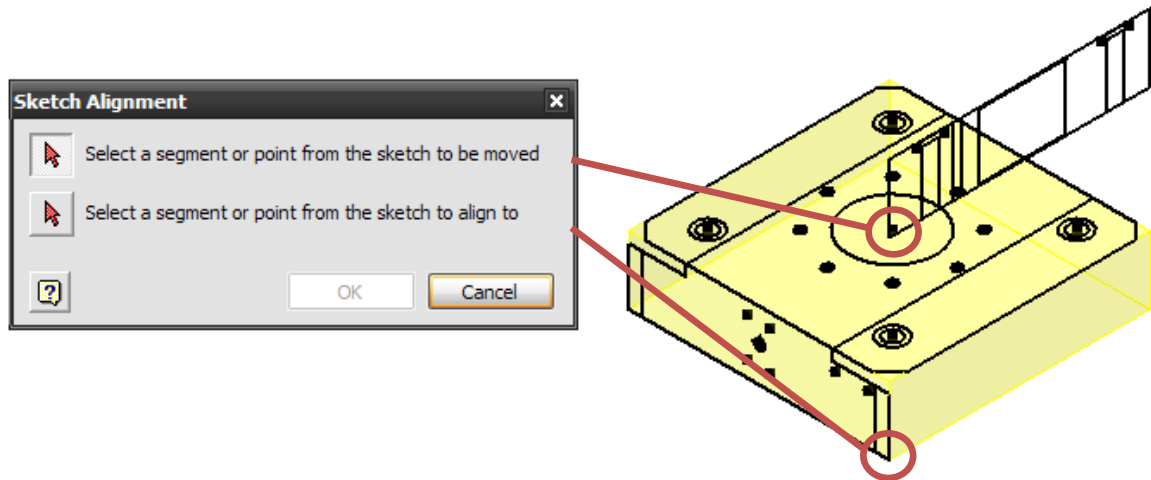 Sketch Alignment
Select a segment or point from the sketch to be moved
Select a segment or point from the sketch to align to
OK
Cancel